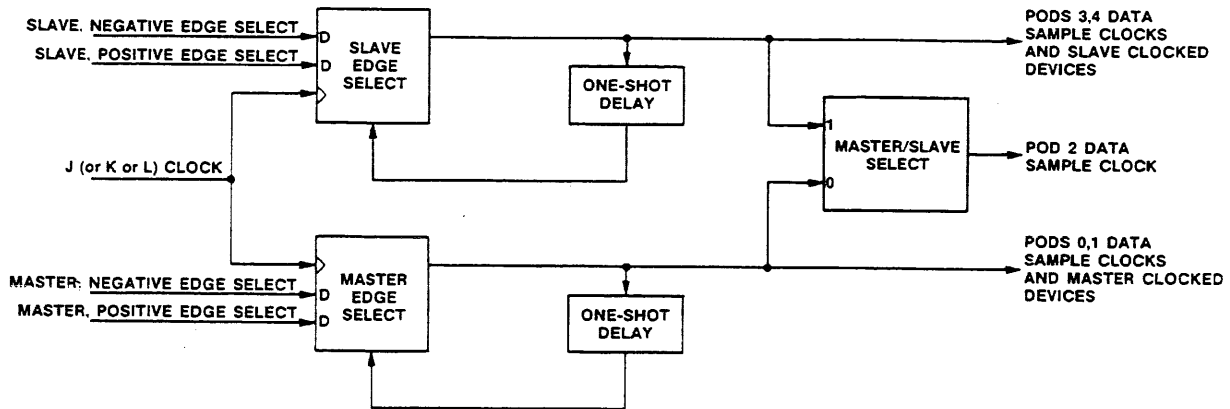 SLAVE, NEGATIVE EDGE SELECT
SLAVE, POSITIVE EDGE SELECT
D
D
SLAVE
EDGE
SELECT
ONE-SHOT
DELAY
PODS 3,4 DATA
SAMPLE CLOCKS
AND SLAVE CLOCKED
DEVICES
J (or K or L) CLOCK
1
0
MASTER/SLAVE
SELECT
POD 2 DATA
SAMPLE CLOCK
MASTER, NEGATIVE EDGE SELECT
MASTER, POSITIVE EDGE SELECT
D
D
MASTER
EDGE
SELECT
ONE-SHOT
DELAY
PODS 0,1 DATA
SAMPLE CLOCKS
AND MASTER CLOCKED
DEVICES